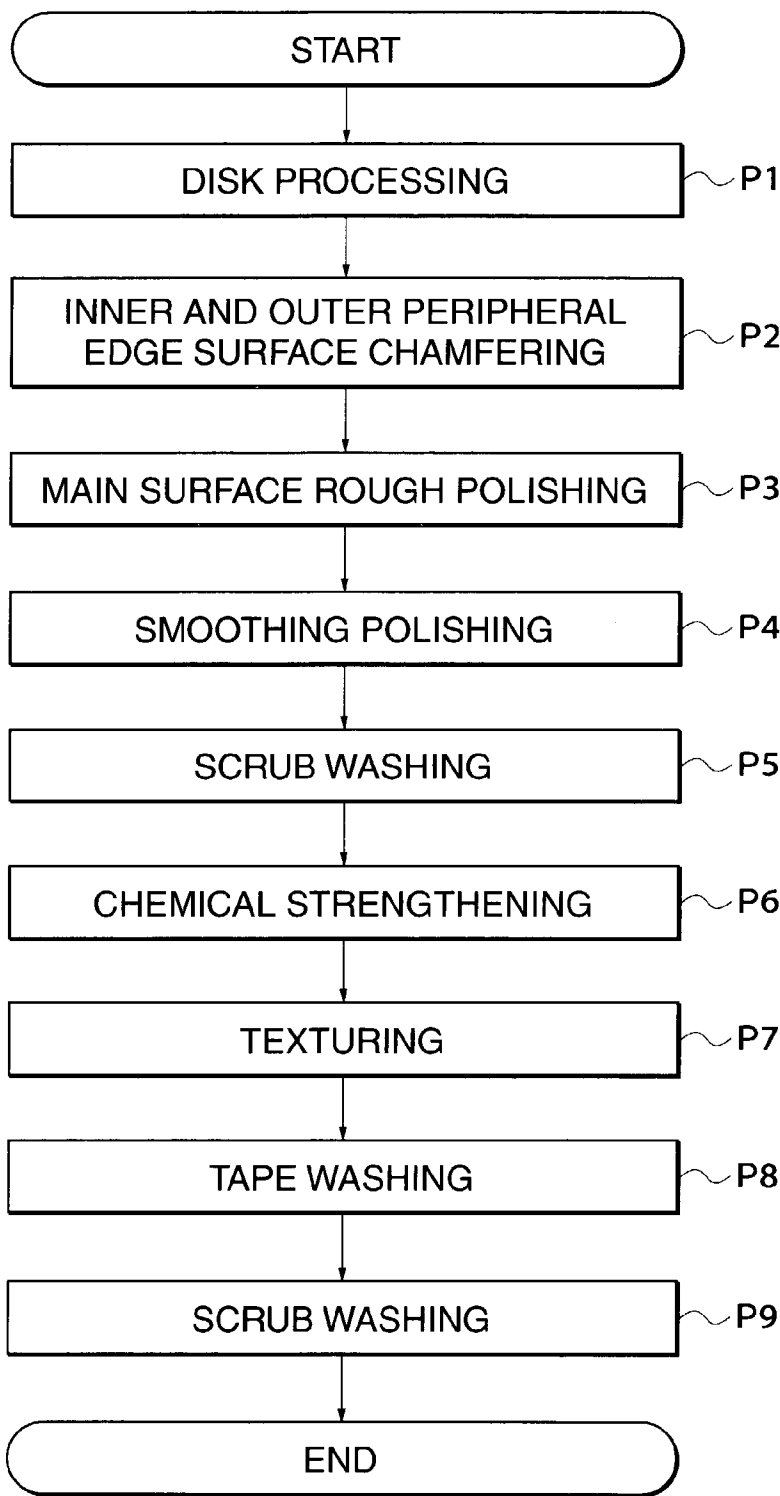 START
DISK PROCESSING
P1
INNER AND OUTER PERIPHERAL
EDGE SURFACE CHAMFERING
P2
MAIN SURFACE ROUGH POLISHING
P3
SMOOTHING POLISHING
P4
SCRUB WASHING
P5
CHEMICAL STRENGTHENING
P6
TEXTURING
P7
TAPE WASHING
P8
SCRUB WASHING
P9
END